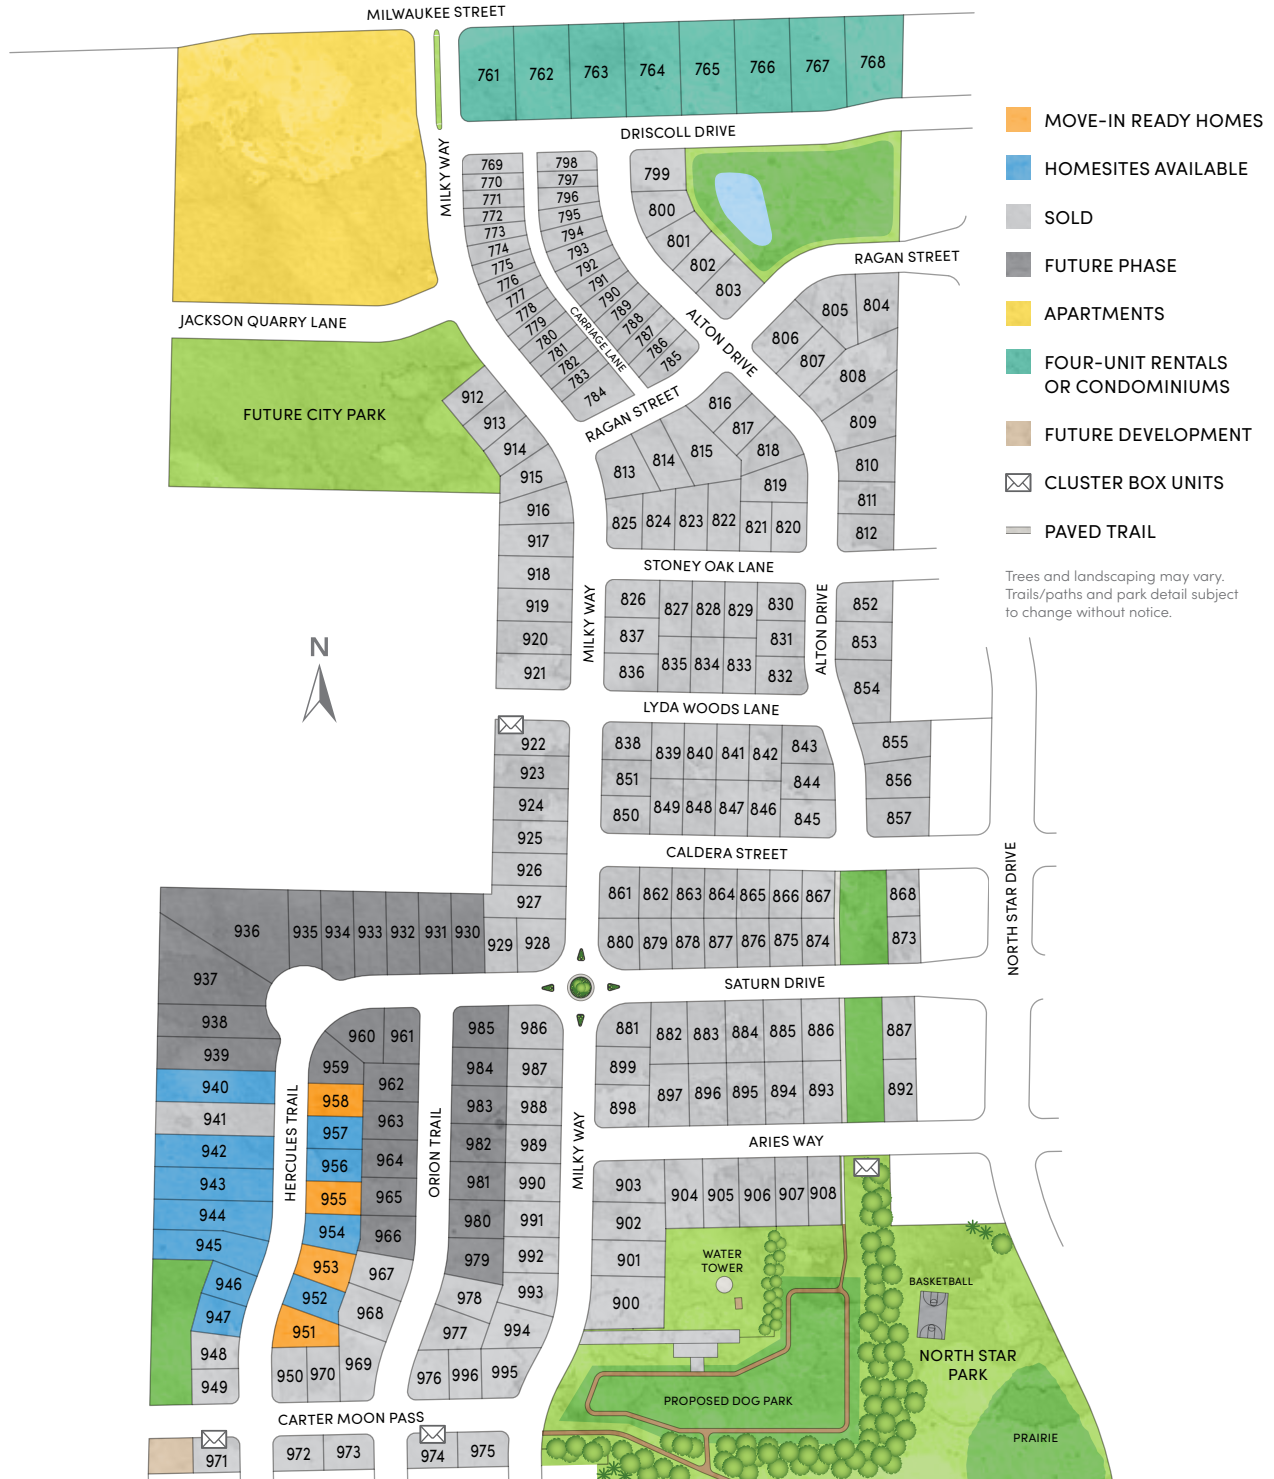 MILWAUKEE STREET
761 762 763 764 765 766 767 768
DRISCOLL DRIVE
MILKY WAY
MOVE-IN READY HOMES
HOMESITES AVAILABLE
SOLD
FUTURE PHASE
APARTMENTS
FOUR-UNIT RENTALS
OR CONDOMINIUMS
FUTURE DEVELOPMENT
CLUSTER BOX UNITS
PAVED TRAIL
Trees and landscaping may vary.
Trails/paths and park detail subject
to change without notice.
769
770
771
772
773
774
775
776
777
778
779
780
781
782
783
784
798
797
796
795
794
793
792
791
790
789
788
787
786
785
CARRIAGE LANE
799
800
801
802
803
RAGAN STREET
ALTON DRIVE
804
805
806
807
808
809
810
811
812
JACKSON QUARRY LANE
FUTURE CITY PARK
RAGAN STREET
912
913
914
915
916
917
918
919
920
921
813 814 815
816
817
818
819
825 824 823 822 821 820
STONEY OAK LANE
MILKY WAY
ALTON DRIVE
826 827 828 829 830
837 831
836 835 834 833 832
852
853
854
N
LYDA WOODS LANE
922
923
924
925
926
927
929 928
838 839 840 841 842 843
851 844
850 849 848 847 846 845
855
856
857
CALDERA STREET
NORTH STAR DRIVE
861 862 863 864 865 866 867 868
880 879 878 877 876 875 874 873
SATURN DRIVE
936 935 934 933 932 931 930
937
938
939
940
941
942
943
944
945
946
947
948
949
HERCULES TRAIL
960 961
959
958
957
956
955
954
953
952
951
950 970 969
962
963
964
965
966
967
968
ORION TRAIL
985 986
984 987
983 988
982 989
981 990
980 991
979 992
978 993
977 994
976 996 995
MILKY WAY
881 882 883 884 885 886 887
899
898 897 896 895 894 893 892
ARIES WAY
903 904 905 906 907 908
902
901
900
WATER
TOWER
BASKETBALL
NORTH STAR
PARK
PROPOSED DOG PARK
PRAIRIE
CARTER MOON PASS
971 972 973 974 975